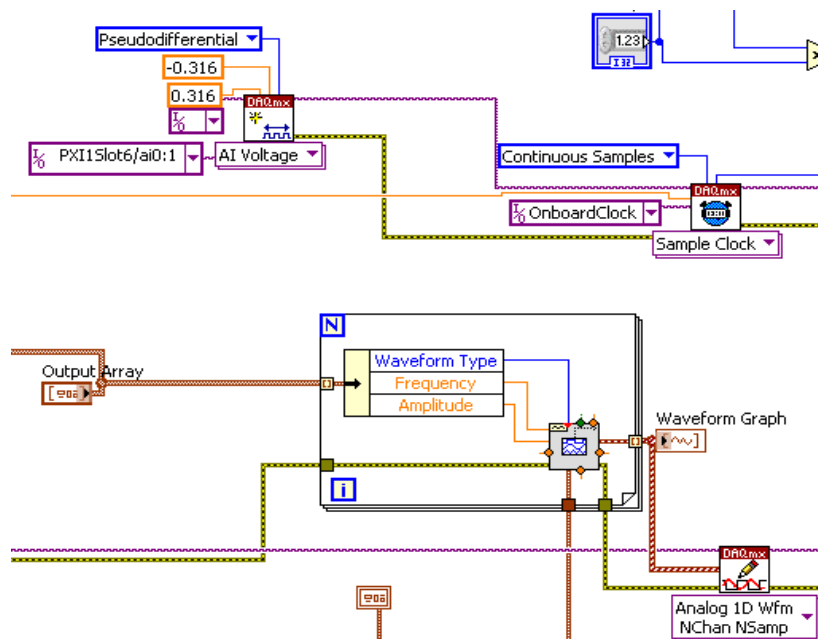 Pseudodifferential
-0.316
0.316
DAQmx
I/O
I/O PXI1Slot6/ai0:1
AI Voltage
1.23
I32
Continuous Samples
DAQmx
I/O OnboardClock
Sample Clock
N
Output Array
Waveform Type
Frequency
Amplitude
Waveform Graph
i
DAQmx
Analog 1D Wfm
NChan NSamp